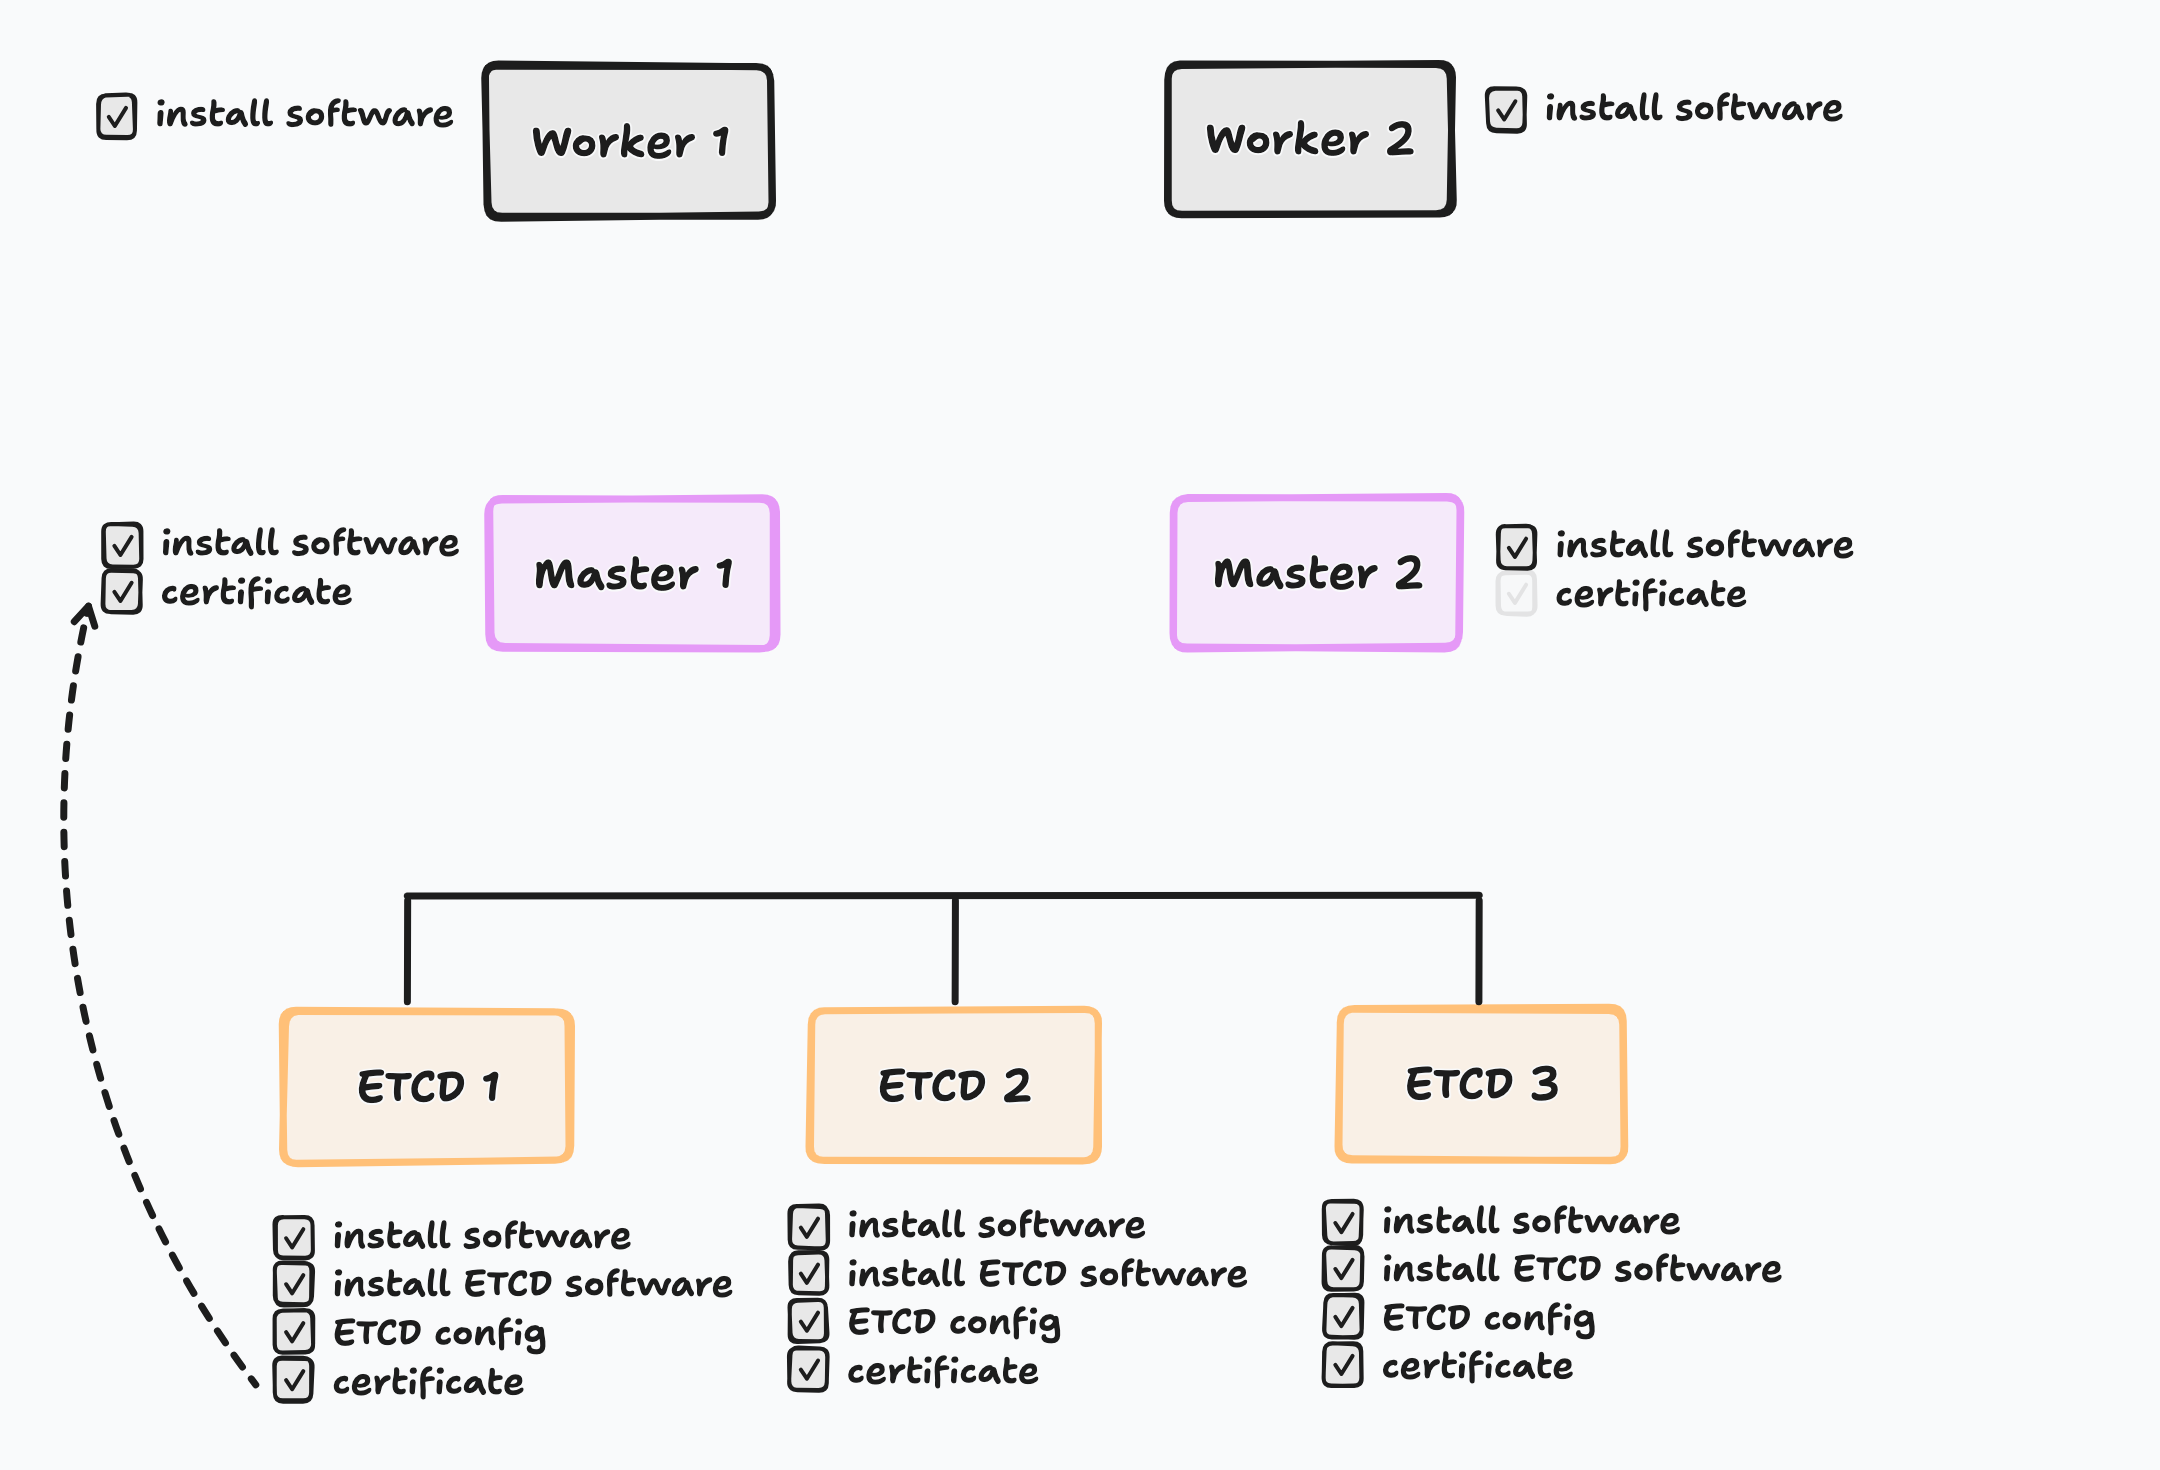 install software
Worker 1
Worker 2
install software
install software
certificate
Master 1
Master 2
install software
certificate
ETCD 1
ETCD 2
ETCD 3
install software
install ETCD software
ETCD config
certificate
install software
install ETCD software
ETCD config
certificate
install software
install ETCD software
ETCD config
certificate